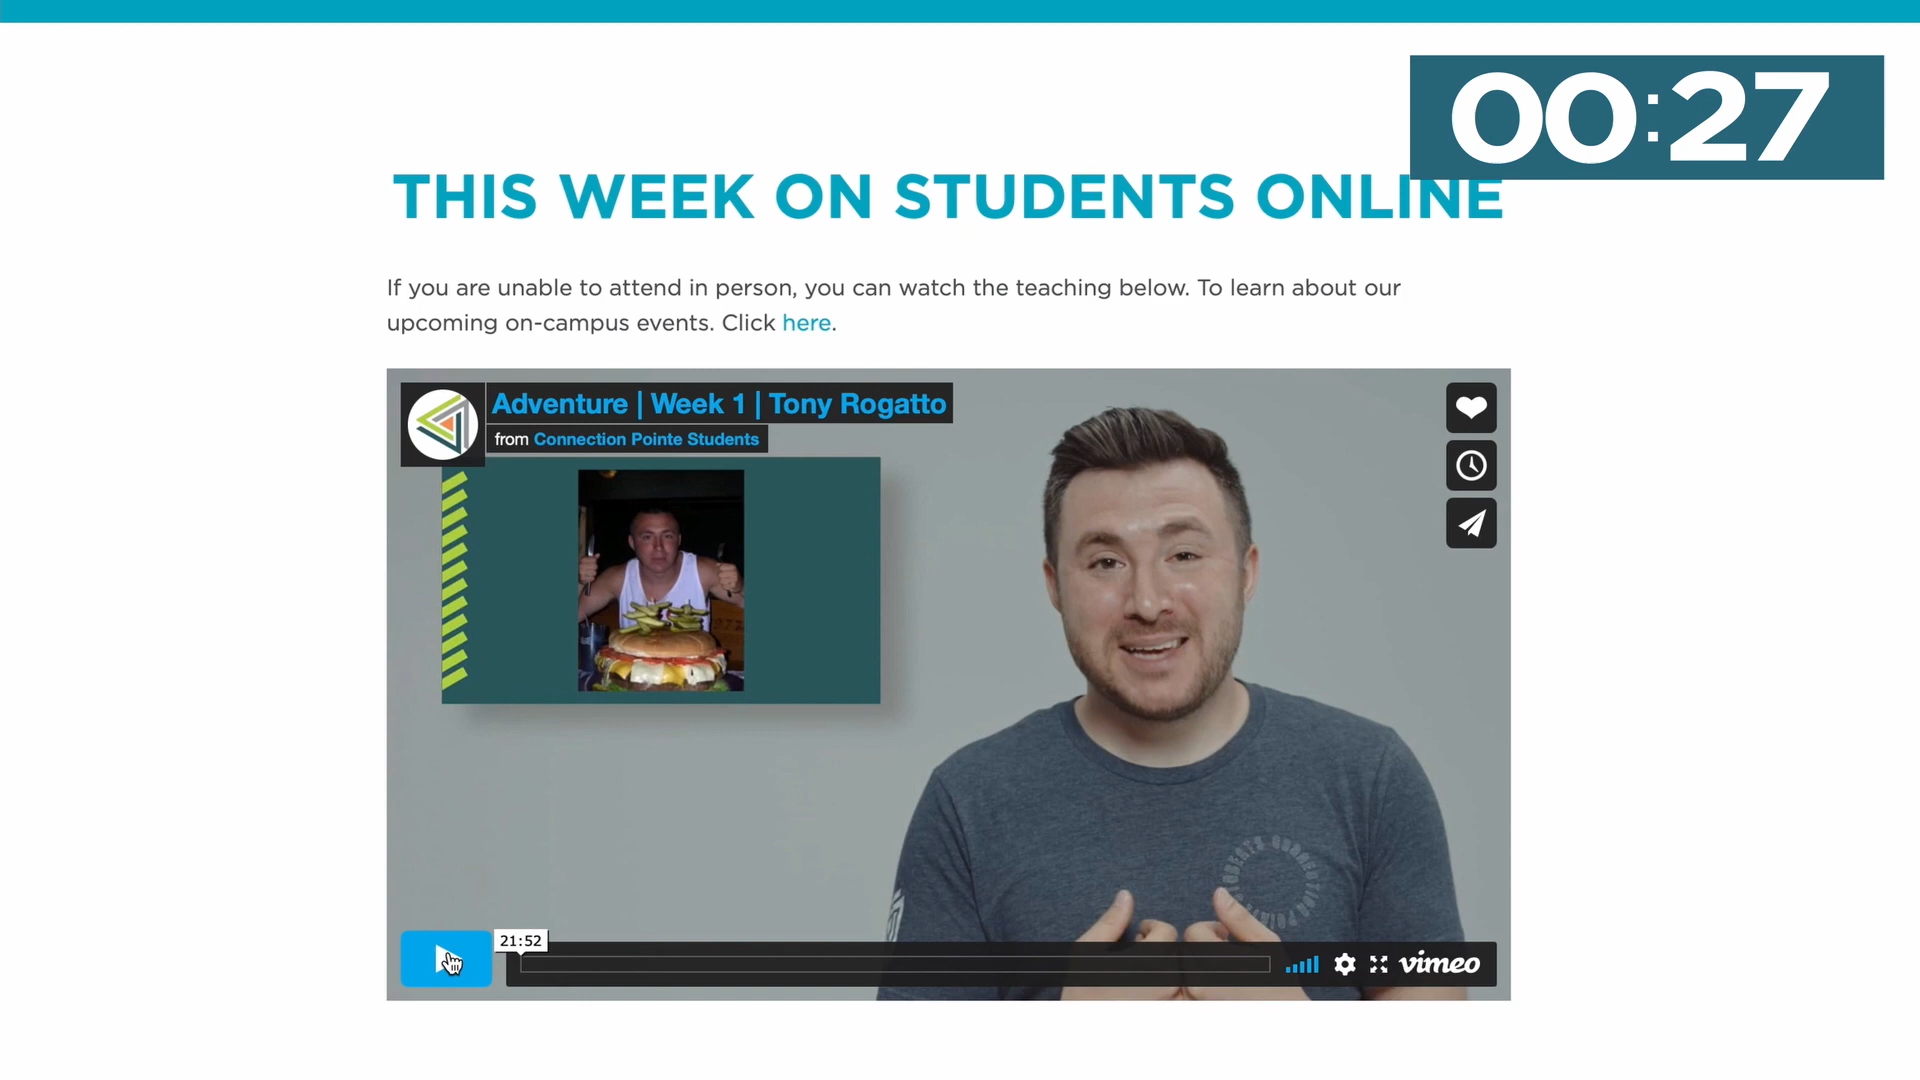 00:27
THIS WEEK ON STUDENTS ONLINE
If you are unable to attend in person, you can watch the teaching below. To learn about our
upcoming on-campus events. Click here.
Adventure | Week 1 | Tony Rogatto
from Connection Pointe Students
21:52
vimeo